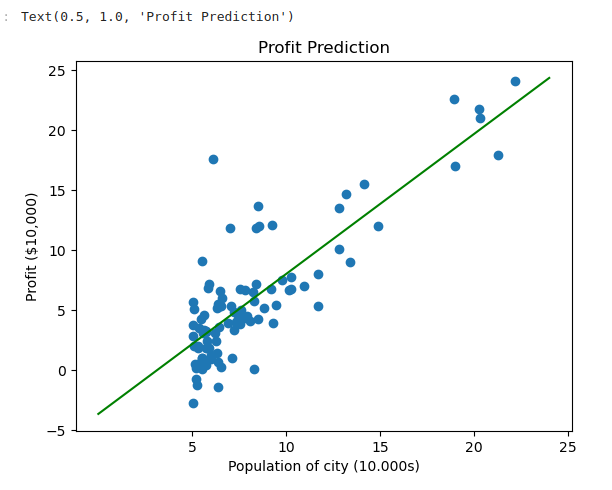 : Text(0.5, 1.0, 'Profit Prediction')
Profit Prediction
25
20
15
10
5
0
−5
Profit ($10,000)
5 10 15 20 25
Population of city (10.000s)